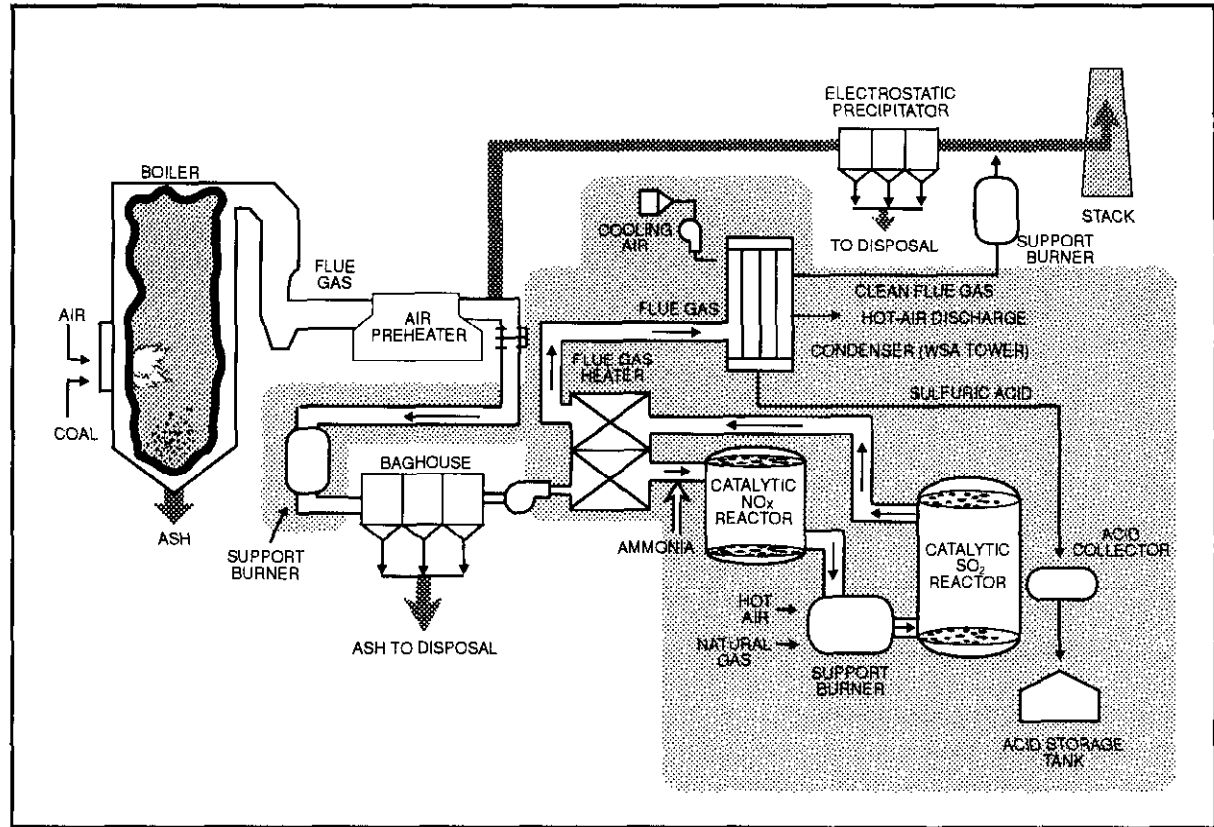 ELECTROSTATIC
PRECIPITATOR
BOILER
STACK
COOLING
AIR
TO DISPOSAL
SUPPORT
BURNER
FLUE
GAS
CLEAN FLUE GAS
AIR
FLUE GAS
HOT-AIR DISCHARGE
AIR
PREHEATER
CONDENSER (WSA TOWER)
FLUE GAS
HEATER
SULFURIC ACID
COAL
BAGHOUSE
CATALYTIC
NOx
REACTOR
ASH
AMMONIA
ACID
COLLECTOR
CATALYTIC
SO2
REACTOR
SUPPORT
BURNER
HOT
AIR
ASH TO DISPOSAL
NATURAL
GAS
SUPPORT
BURNER
ACID STORAGE
TANK